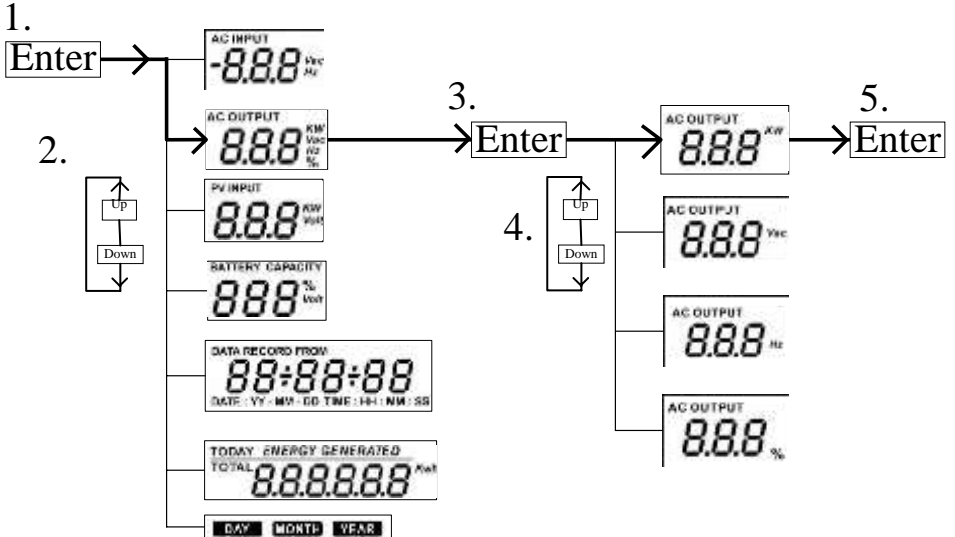 1.
Enter
AC INPUT
-8.8.8 Vac
Hz
AC OUTPUT
8.8.8 KW
Vac
Hz
%
2.
Up
Down
PV INPUT
8.8.8 KW
Volt
BATTERY CAPACITY
888 %
Volt
DATA RECORD FROM
88:88:88
DATE : YY - MM - DD TIME : HH : MM : SS
TODAY ENERGY GENERATED
TOTAL 8.8.8.8.8.8 Kwh
DAY MONTH YEAR
3.
Enter
4.
Up
Down
AC OUTPUT
8.8.8 KW
AC OUTPUT
8.8.8 Vac
AC OUTPUT
8.8.8 Hz
AC OUTPUT
8.8.8 %
5.
Enter